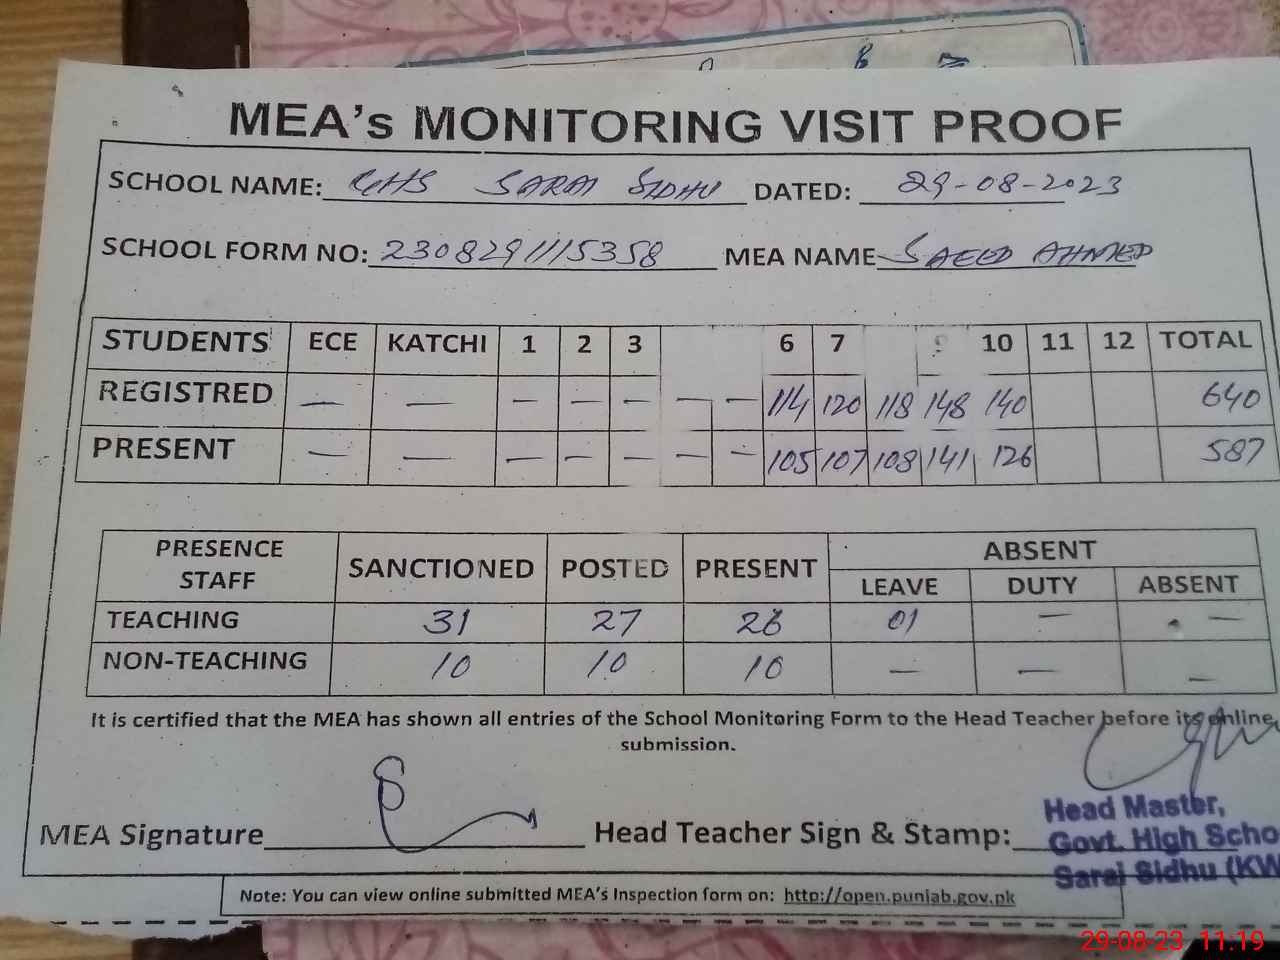 MEA's MONITORING VISIT PROOF
SCHOOL NAME: GHS SARAI SIDHU DATED: 29-08-2023
SCHOOL FORM NO: 2308291115358 MEA NAME SAEED AHMED
STUDENTS ECE KATCHI 1 2 3 6 7 9 10 11 12 TOTAL
REGISTRED — — — — — — — 114 120 118 148 140 640
PRESENT — — — — — — — 105 107 108 141 126 587
PRESENCE STAFF SANCTIONED POSTED PRESENT ABSENT
LEAVE DUTY ABSENT
TEACHING 31 27 26 01 — —
NON-TEACHING 10 10 10 — — —
It is certified that the MEA has shown all entries of the School Monitoring Form to the Head Teacher before its online
submission.
MEA Signature Head Teacher Sign & Stamp:
Head Master,
Govt. High Scho
Sarai Sidhu (KW
Note: You can view online submitted MEA's Inspection form on: http://open.punjab.gov.pk
29-08-23 11:19